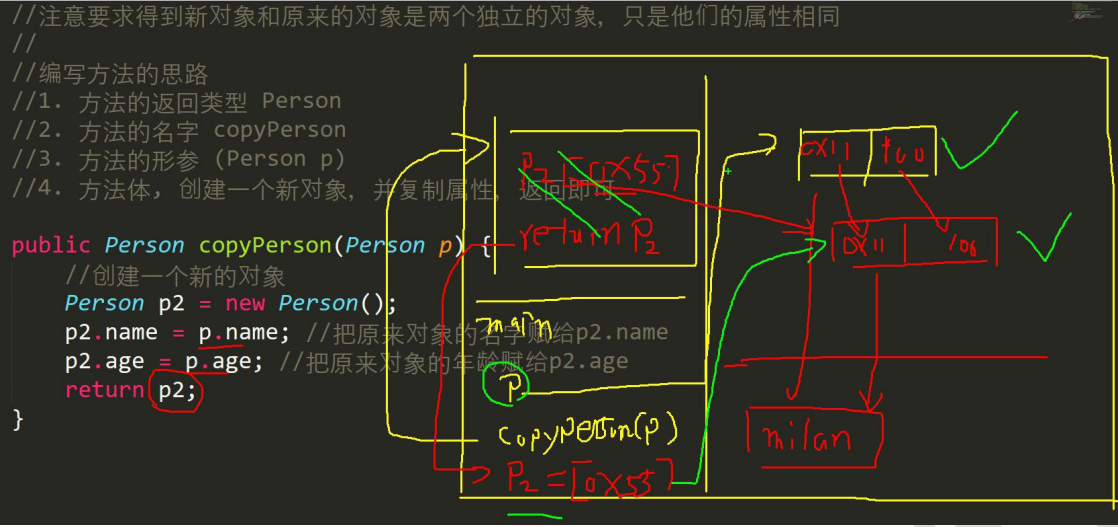 //注意要求得到新对象和原来的对象是两个独立的对象，只是他们的属性相同
//
//编写方法的思路
//1. 方法的返回类型 Person
//2. 方法的名字 copyPerson
//3. 方法的形参 (Person p)
//4. 方法体, 创建一个新对象, 并复制属性, 返回即可
public Person copyPerson(Person p) {
//创建一个新的对象
Person p2 = new Person();
p2.name = p.name; //把原来对象的名字赋给p2.name
p2.age = p.age; //把原来对象的年龄赋给p2.age
return p2;
}
[0x55]
return P2
main
P
copyperson(p)
P2=[0x55]
0x11
100
0x11
100
milan